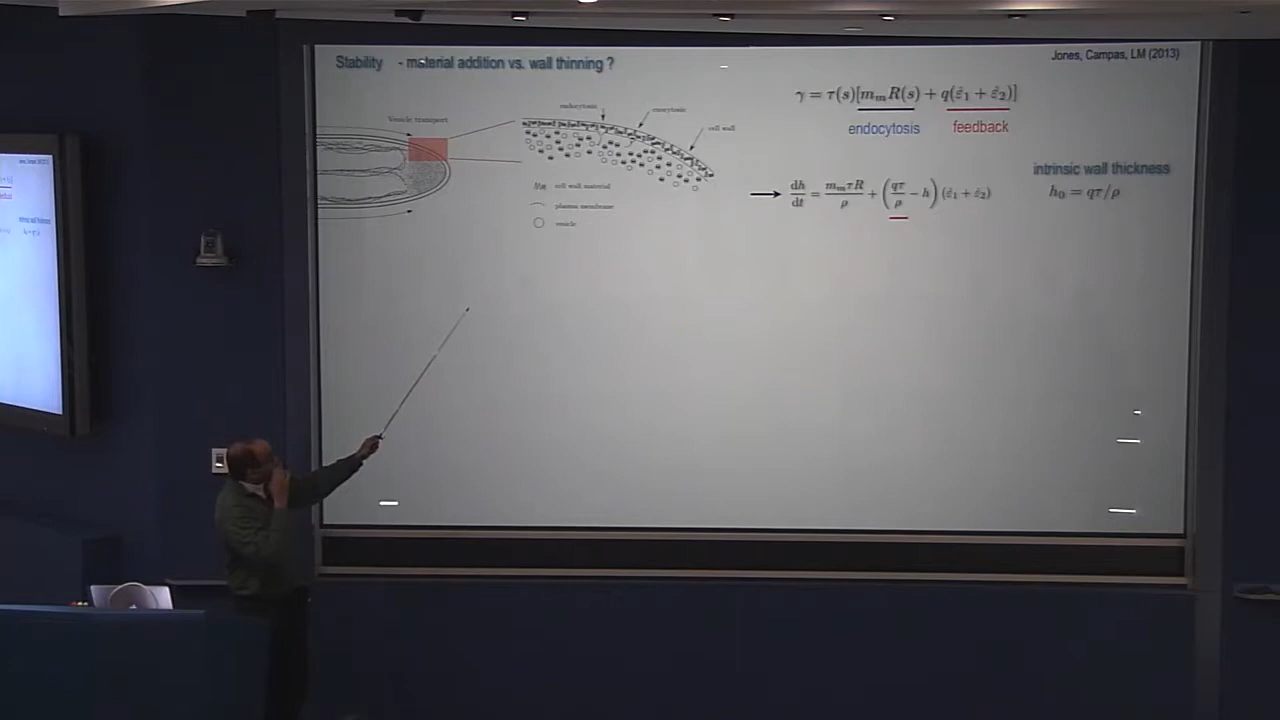 Stability - material addition vs. wall thinning ?
Jones, Campas, LM (2013)
γ = τ(s)[m_m R(s) + q(ε̇₁ + ε̇₂)]
endocytosis
feedback
Vesicle transport
endocytosis
exocytosis
cell wall
cell wall material
plasma membrane
vesicle
dh/dt = m_m τR/ρ + (qτ/ρ − h)(ε̇₁ + ε̇₂)
intrinsic wall thickness
h₀ = qτ/ρ